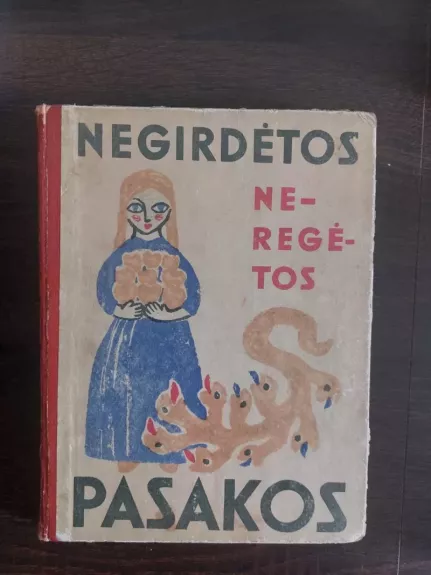 NEGIRDĖTOS
NE-
REGĖ-
TOS
PASAKOS